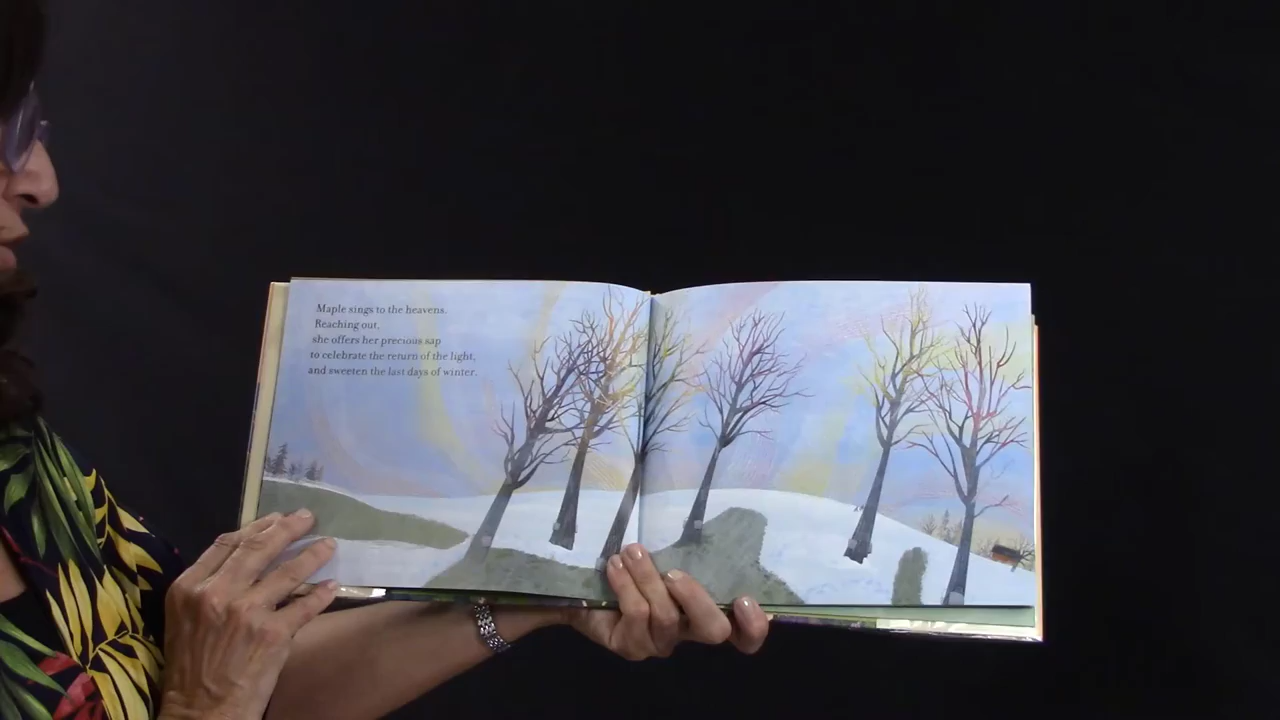 Maple sings to the heavens.
Reaching out,
she offers her precious sap
to celebrate the return of the light,
and sweeten the last days of winter.